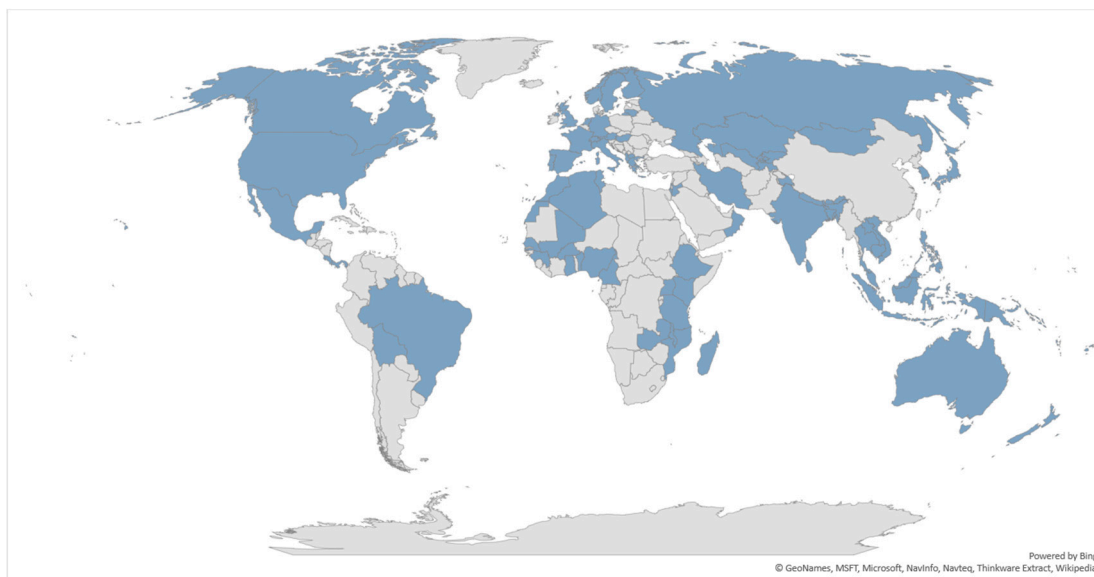 Powered by Bing
© GeoNames, MSFT, Microsoft, NavInfo, Navteq, Thinkware Extract, Wikipedia